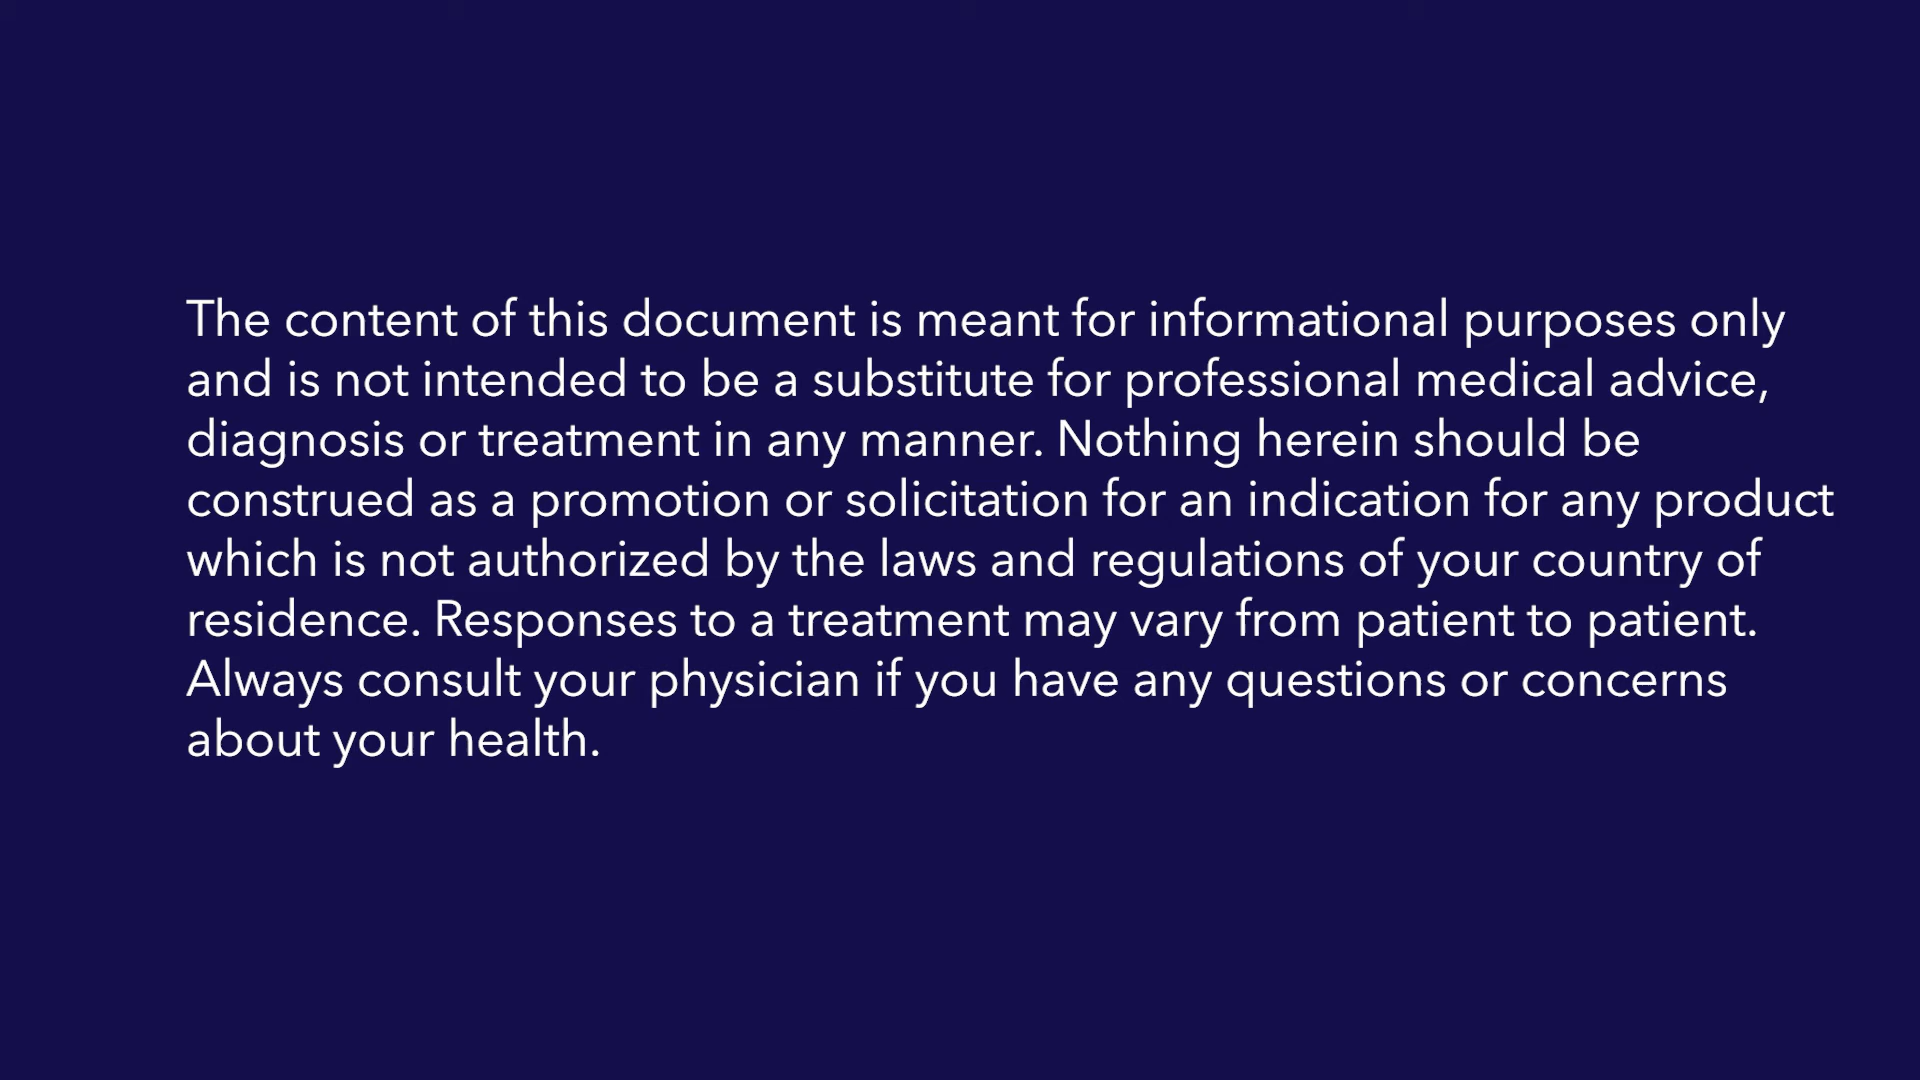 The content of this document is meant for informational purposes only
and is not intended to be a substitute for professional medical advice,
diagnosis or treatment in any manner. Nothing herein should be
construed as a promotion or solicitation for an indication for any product
which is not authorized by the laws and regulations of your country of
residence. Responses to a treatment may vary from patient to patient.
Always consult your physician if you have any questions or concerns
about your health.